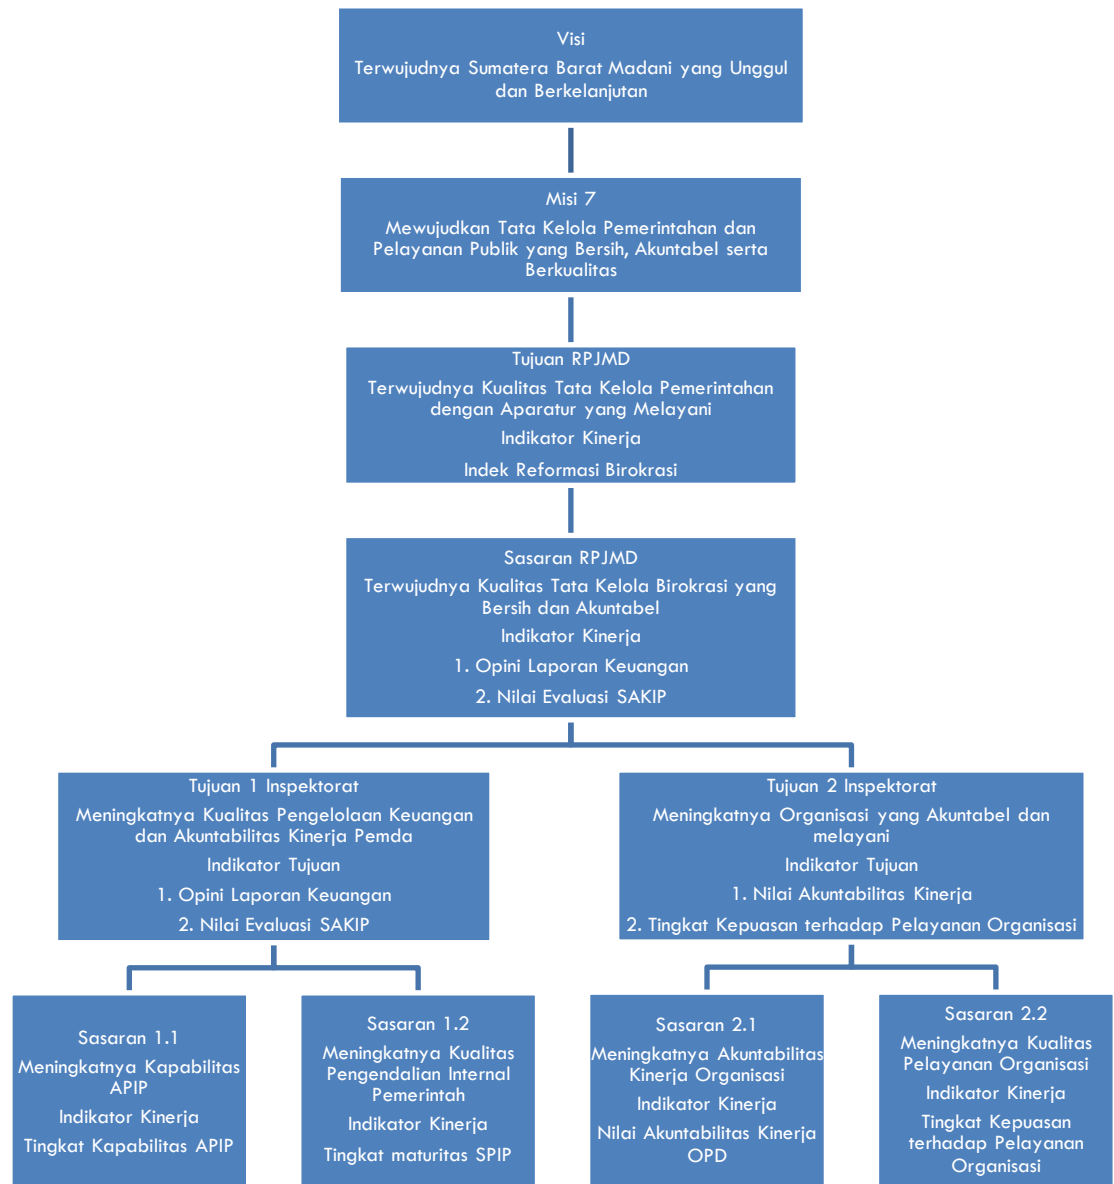 Visi
Terwujudnya Sumatera Barat Madani yang Unggul
dan Berkelanjutan
Misi 7
Mewujudkan Tata Kelola Pemerintahan dan
Pelayanan Publik yang Bersih, Akuntabel serta
Berkualitas
Tujuan RPJMD
Terwujudnya Kualitas Tata Kelola Pemerintahan
dengan Aparatur yang Melayani
Indikator Kinerja
Indek Reformasi Birokrasi
Sasaran RPJMD
Terwujudnya Kualitas Tata Kelola Birokrasi yang
Bersih dan Akuntabel
Indikator Kinerja
1. Opini Laporan Keuangan
2. Nilai Evaluasi SAKIP
Tujuan 1 Inspektorat
Meningkatnya Kualitas Pengelolaan Keuangan
dan Akuntabilitas Kinerja Pemda
Indikator Tujuan
1. Opini Laporan Keuangan
2. Nilai Evaluasi SAKIP
Tujuan 2 Inspektorat
Meningkatnya Organisasi yang Akuntabel dan
melayani
Indikator Tujuan
1. Nilai Akuntabilitas Kinerja
2. Tingkat Kepuasan terhadap Pelayanan Organisasi
Sasaran 1.1
Meningkatnya Kapabilitas
APIP
Indikator Kinerja
Tingkat Kapabilitas APIP
Sasaran 1.2
Meningkatnya Kualitas
Pengendalian Internal
Pemerintah
Indikator Kinerja
Tingkat maturitas SPIP
Sasaran 2.1
Meningkatnya Akuntabilitas
Kinerja Organisasi
Indikator Kinerja
Nilai Akuntabilitas Kinerja
OPD
Sasaran 2.2
Meningkatnya Kualitas
Pelayanan Organisasi
Indikator Kinerja
Tingkat Kepuasan
terhadap Pelayanan
Organisasi